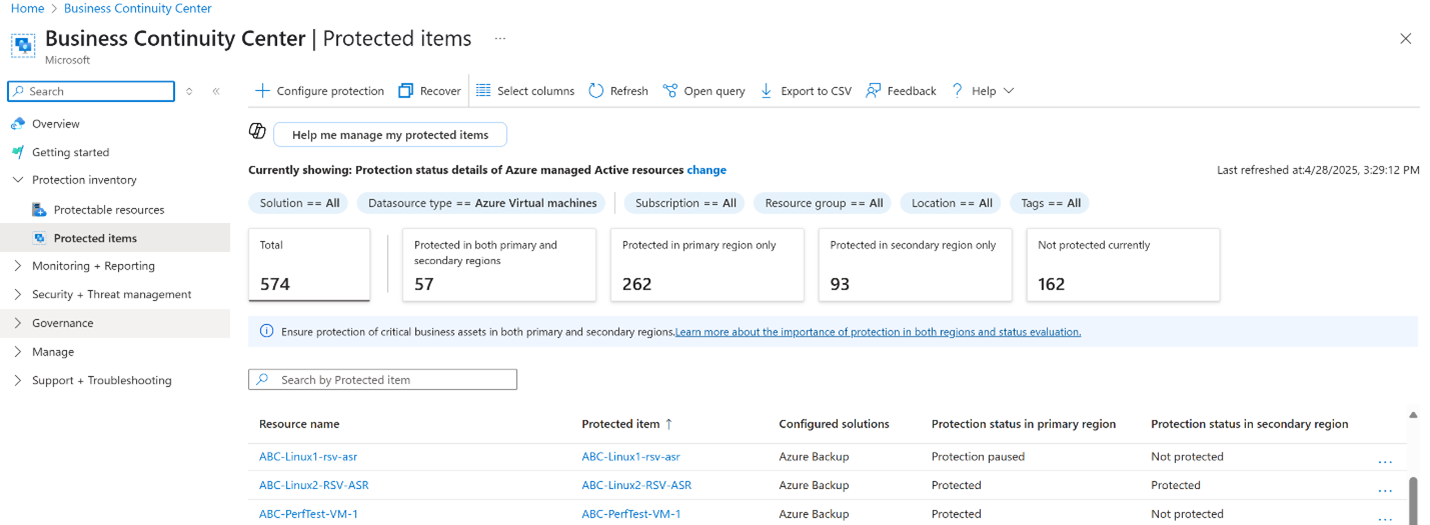 Home > Business Continuity Center
Business Continuity Center | Protected items ...
Microsoft
Search
Overview
Getting started
Protection inventory
Protectable resources
Protected items
Monitoring + Reporting
Security + Threat management
Governance
Manage
Support + Troubleshooting
Configure protection Recover Select columns Refresh Open query Export to CSV Feedback Help
Help me manage my protected items
Currently showing: Protection status details of Azure managed Active resources change Last refreshed at:4/28/2025, 3:29:12 PM
Solution == All Datasource type == Azure Virtual machines Subscription == All Resource group == All Location == All Tags == All
Total
574
Protected in both primary and
secondary regions
57
Protected in primary region only
262
Protected in secondary region only
93
Not protected currently
162
Ensure protection of critical business assets in both primary and secondary regions.Learn more about the importance of protection in both regions and status evaluation.
Search by Protected item
Resource name Protected item ↑ Configured solutions Protection status in primary region Protection status in secondary region
ABC-Linux1-rsv-asr ABC-Linux1-rsv-asr Azure Backup Protection paused Not protected ...
ABC-Linux2-RSV-ASR ABC-Linux2-RSV-ASR Azure Backup Protected Protected ...
ABC-PerfTest-VM-1 ABC-PerfTest-VM-1 Azure Backup Protected Not protected ...